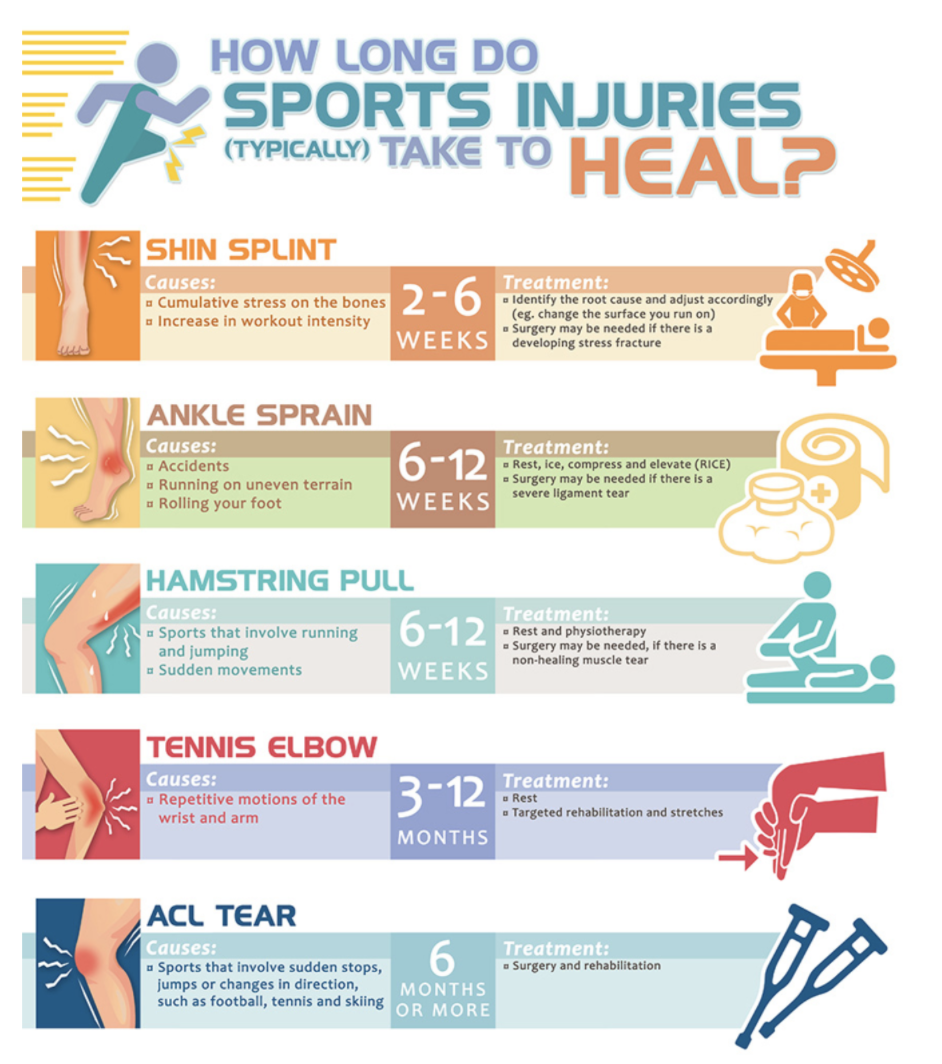 HOW LONG DO
SPORTS INJURIES
(TYPICALLY) TAKE TO HEAL?
SHIN SPLINT
Causes:
¤ Cumulative stress on the bones
¤ Increase in workout intensity
2-6
WEEKS
Treatment:
¤ Identify the root cause and adjust accordingly
(eg. change the surface you run on)
¤ Surgery may be needed if there is a
developing stress fracture
ANKLE SPRAIN
Causes:
¤ Accidents
¤ Running on uneven terrain
¤ Rolling your foot
6-12
WEEKS
Treatment:
¤ Rest, ice, compress and elevate (RICE)
¤ Surgery may be needed if there is a
severe ligament tear
HAMSTRING PULL
Causes:
¤ Sports that involve running
and jumping
¤ Sudden movements
6-12
WEEKS
Treatment:
¤ Rest and physiotherapy
¤ Surgery may be needed, if there is a
non-healing muscle tear
TENNIS ELBOW
Causes:
¤ Repetitive motions of the
wrist and arm
3-12
MONTHS
Treatment:
¤ Rest
¤ Targeted rehabilitation and stretches
ACL TEAR
Causes:
¤ Sports that involve sudden stops,
jumps or changes in direction,
such as football, tennis and skiing
6
MONTHS
OR MORE
Treatment:
¤ Surgery and rehabilitation